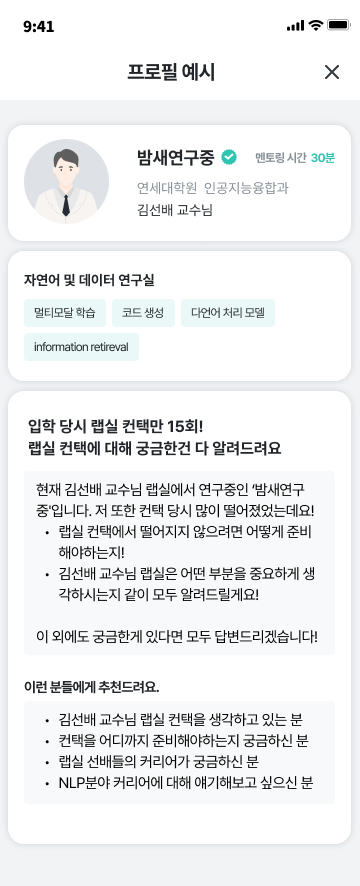 9:41
프로필 예시
밤새연구중
멘토링 시간 30분
연세대학원 인공지능융합과
김선배 교수님
자연어 및 데이터 연구실
멀티모달 학습 코드 생성 다언어 처리 모델
information retireval
입학 당시 랩실 컨택만 15회!
랩실 컨택에 대해 궁금한건 다 알려드려요
현재 김선배 교수님 랩실에서 연구중인 ‘밤새연구
중'입니다. 저 또한 컨택 당시 많이 떨어졌었는데요!
• 랩실 컨택에서 떨어지지 않으려면 어떻게 준비
해야하는지!
• 김선배 교수님 랩실은 어떤 부분을 중요하게 생
각하시는지 같이 모두 알려드릴게요!
이 외에도 궁금한게 있다면 모두 답변드리겠습니다!
이런 분들에게 추천드려요.
• 김선배 교수님 랩실 컨택을 생각하고 있는 분
• 컨택을 어디까지 준비해야하는지 궁금하신 분
• 랩실 선배들의 커리어가 궁금하신 분
• NLP분야 커리어에 대해 얘기해보고 싶으신 분